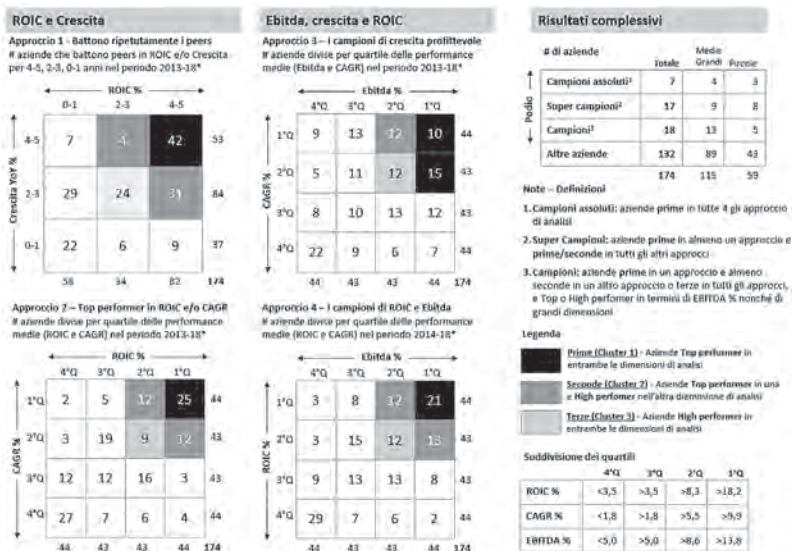 ROIC e Crescita
Approccio 1 - Battono ripetutamente i peers
# aziende che battono peers in ROIC e/o Crescita
per 4-5, 2-3, 0-1 anni nel periodo 2013-18*
ROIC %
0-1 2-3 4-5
Crescita YoY %
4-5 7 4 42 53
2-3 29 24 31 84
0-1 22 6 9 37
58 34 82 174
Approccio 2 – Top performer in ROIC e/o CAGR
# aziende divise per quartile delle performance
medie (ROIC e CAGR) nel periodo 2013-18*
ROIC %
4°Q 3°Q 2°Q 1°Q
CAGR %
1°Q 2 5 12 25 44
2°Q 3 19 9 12 43
3°Q 12 12 16 3 43
4°Q 27 7 6 4 44
44 43 43 44 174
Ebitda, crescita e ROIC
Approccio 3 – I campioni di crescita profittevole
# aziende divise per quartile delle performance
medie (Ebitda e CAGR) nel periodo 2013-18*
Ebitda %
4°Q 3°Q 2°Q 1°Q
CAGR %
1°Q 9 13 12 10 44
2°Q 5 11 12 15 43
3°Q 8 10 13 12 43
4°Q 22 9 6 7 44
44 43 43 44 174
Approccio 4 – I campioni di ROIC e Ebitda
# aziende divise per quartile delle performance
medie (ROIC e CAGR) nel periodo 2014-18*
Ebitda %
4°Q 3°Q 2°Q 1°Q
ROIC %
1°Q 3 8 12 21 44
2°Q 3 15 12 13 43
3°Q 9 13 13 8 43
4°Q 29 7 6 2 44
44 43 43 44 174
Risultati complessivi
# di aziende Totale Medie Grandi Piccole
Podio
Campioni assoluti¹ 7 4 3
Super campioni² 17 9 8
Campioni³ 18 13 5
Altre aziende 132 89 43
174 115 59
Note – Definizioni
1. Campioni assoluti: aziende prime in tutte 4 gli approccio
di analisi
2. Super Campioni: aziende prime in almeno un approccio e
prime/seconde in tutti gli altri approcci
3. Campioni: aziende prime in un approccio e almeno
seconde in un altro approccio o terze in tutti gli approcci,
e Top o High perfomer in termini di EBITDA % nonché di
grandi dimensioni
Legenda
Prime (Cluster 1) - Aziende Top performer in
entrambe le dimensioni di analisi
Seconde (Cluster 2) - Aziende Top performer in una
e High perfomer nell'altra diemnsione di analisi
Terze (Cluster 3) - Aziende High performer in
entrambe le dimensioni di analisi
Suddivisione dei quartili
4°Q 3°Q 2°Q 1°Q
ROIC % <3,5 >3,5 >8,3 >18,2
CAGR % <1,8 >1,8 >5,5 >9,9
EBITDA % <5,0 >5,0 >8,6 >13,8